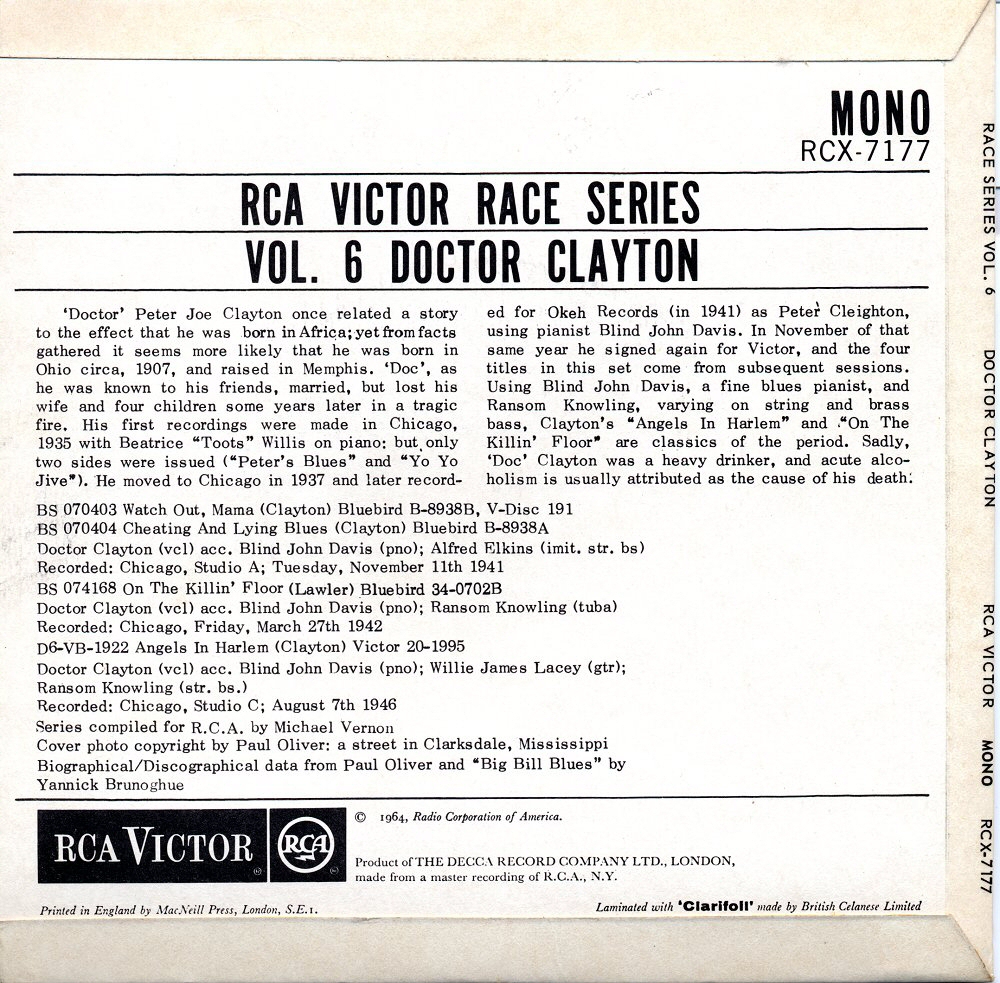 MONO
RCX-7177
RCA VICTOR RACE SERIES
VOL. 6 DOCTOR CLAYTON
'Doctor' Peter Joe Clayton once related a story
to the effect that he was born in Africa; yet from facts
gathered it seems more likely that he was born in
Ohio circa, 1907, and raised in Memphis. 'Doc', as
he was known to his friends, married, but lost his
wife and four children some years later in a tragic
fire. His first recordings were made in Chicago,
1935 with Beatrice "Toots" Willis on piano; but only
two sides were issued ("Peter's Blues" and "Yo Yo
Jive"). He moved to Chicago in 1937 and later record-
ed for Okeh Records (in 1941) as Peter Cleighton,
using pianist Blind John Davis. In November of that
same year he signed again for Victor, and the four
titles in this set come from subsequent sessions.
Using Blind John Davis, a fine blues pianist, and
Ransom Knowling, varying on string and brass
bass, Clayton's "Angels In Harlem" and "On The
Killin' Floor" are classics of the period. Sadly,
'Doc' Clayton was a heavy drinker, and acute alco-
holism is usually attributed as the cause of his death.
BS 070403 Watch Out, Mama (Clayton) Bluebird B-8938B, V-Disc 191
BS 070404 Cheating And Lying Blues (Clayton) Bluebird B-8938A
Doctor Clayton (vcl) acc. Blind John Davis (pno); Alfred Elkins (imit. str. bs)
Recorded: Chicago, Studio A; Tuesday, November 11th 1941
BS 074168 On The Killin' Floor (Lawler) Bluebird 34-0702B
Doctor Clayton (vcl) acc. Blind John Davis (pno); Ransom Knowling (tuba)
Recorded: Chicago, Friday, March 27th 1942
D6-VB-1922 Angels In Harlem (Clayton) Victor 20-1995
Doctor Clayton (vcl) acc. Blind John Davis (pno); Willie James Lacey (gtr);
Ransom Knowling (str. bs.)
Recorded: Chicago, Studio C; August 7th 1946
Series compiled for R.C.A. by Michael Vernon
Cover photo copyright by Paul Oliver: a street in Clarksdale, Mississippi
Biographical/Discographical data from Paul Oliver and "Big Bill Blues" by
Yannick Brunoghue
RCA VICTOR ®
RCA ®
© 1964, Radio Corporation of America.
Product of THE DECCA RECORD COMPANY LTD., LONDON,
made from a master recording of R.C.A., N.Y.
Printed in England by MacNeill Press, London, S.E.1.
Laminated with 'Clarifoil' made by British Celanese Limited
RACE SERIES VOL. 6 DOCTOR CLAYTON RCA VICTOR MONO RCX-7177